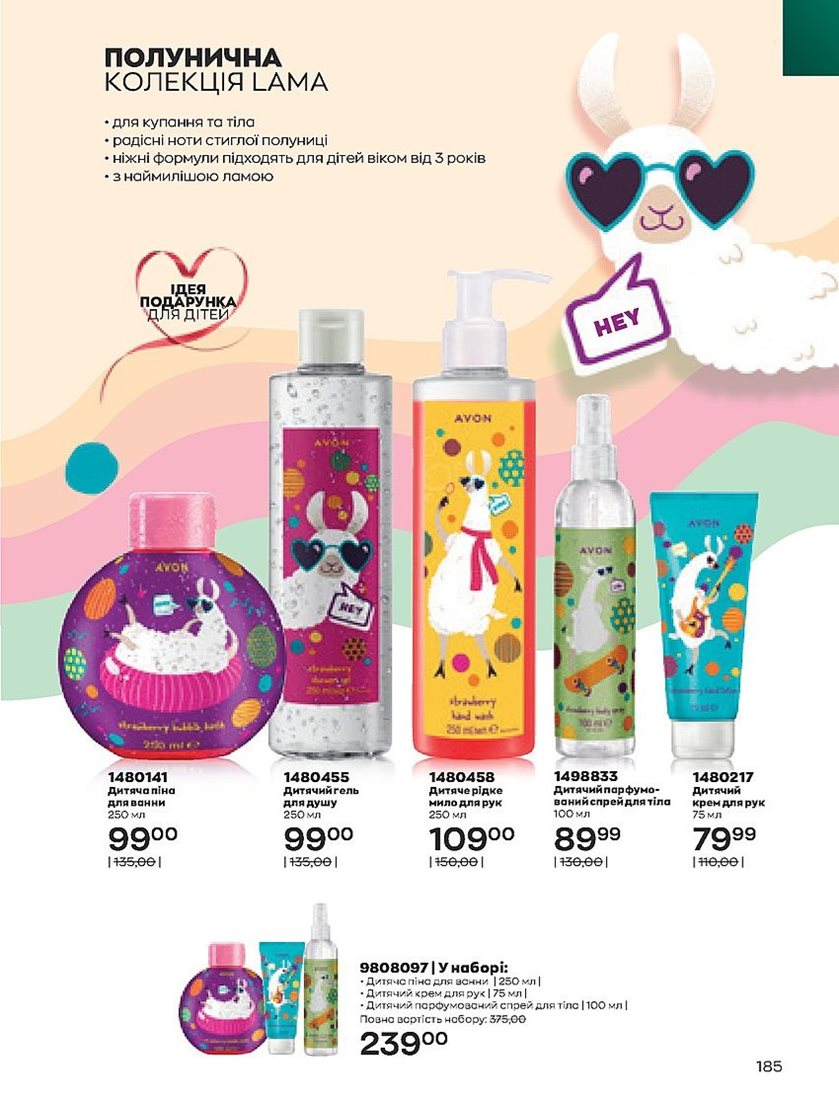 ПОЛУНИЧНА
КОЛЕКЦІЯ LAMA
• для купання та тіла
• радісні ноти стиглої полуниці
• ніжні формули підходять для дітей віком від 3 років
• з наймилішою ламою
ІДЕЯ
ПОДАРУНКА
ДЛЯ ДІТЕЙ
HEY
AVON
strawberry bubble bath
250 ml e
AVON
HEY
strawberry
shower gel
250 ml
AVON
strawberry
hand wash
250 ml e
AVON
strawberry body spray
100 ml e
AVON
strawberry hand lotion
75 ml e
1480141
Дитяча піна
для ванни
250 мл
99 00
| 135,00 |
1480455
Дитячий гель
для душу
250 мл
99 00
| 135,00 |
1480458
Дитяче рідке
мило для рук
250 мл
109 00
| 150,00 |
1498833
Дитячий парфумо-
ваний спрей для тіла
100 мл
89 99
| 130,00 |
1480217
Дитячий
крем для рук
75 мл
79 99
| 110,00 |
AVON
AVON
AVON
9808097 | У наборі:
• Дитяча піна для ванни | 250 мл |
• Дитячий крем для рук | 75 мл |
• Дитячий парфумований спрей для тіла | 100 мл |
Повна вартість набору: 375,00
239 00
185